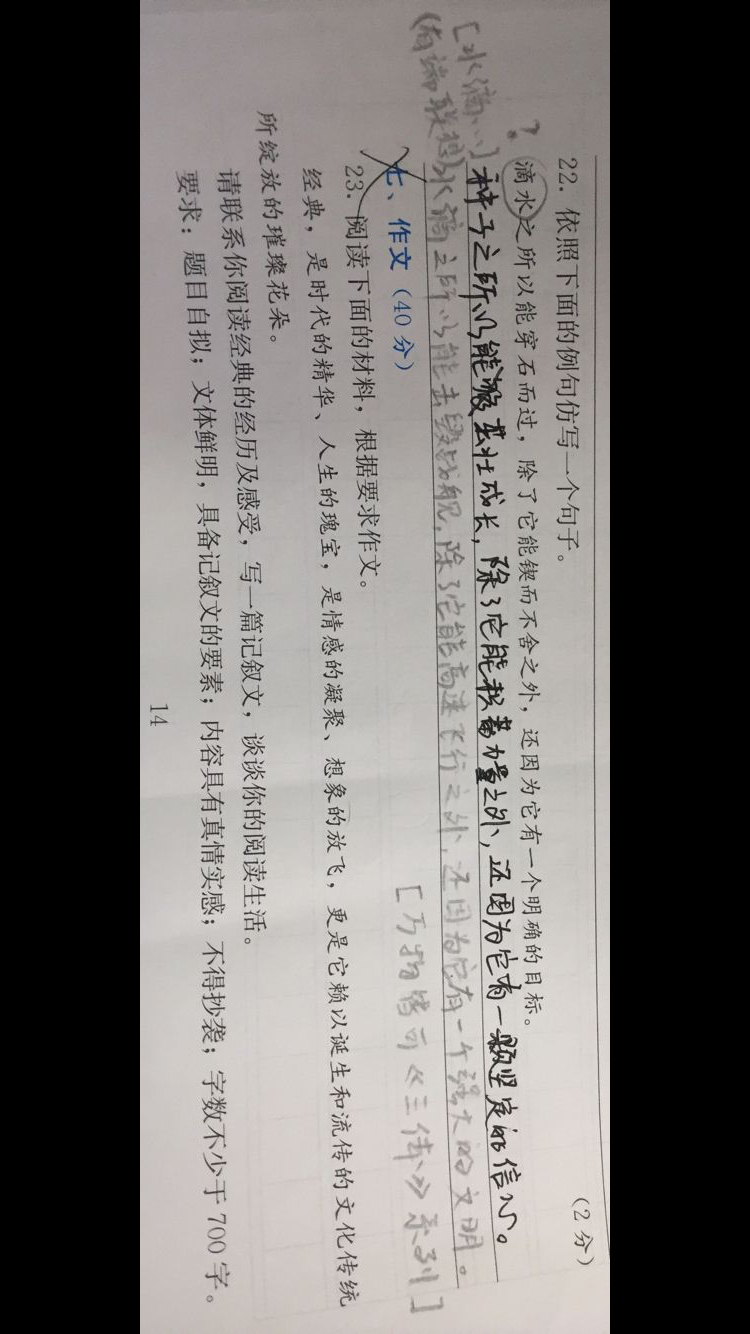 22. 依照下面的例句仿写一个句子。 (2分)
? 滴水之所以能穿石而过，除了它能锲而不舍之外，还因为它有一个明确的目标。
种子之所以能够茁壮成长，除了它能积蓄力量之外，还因为它有一颗坚定的信心。
[水滴…]
(有端联想)水滴之所以能击毁战舰，除了它能高速飞行之外，还因为它有一个强大的文明。
[万物皆可《三体》系列]
七、作文（40分）
23. 阅读下面的材料，根据要求作文。
经典，是时代的精华、人生的瑰宝，是情感的凝聚、想象的放飞，更是它赖以诞生和流传的文化传统
所绽放的璀璨花朵。
请联系你阅读经典的经历及感受，写一篇记叙文，谈谈你的阅读生活。
要求：题目自拟；文体鲜明，具备记叙文的要素；内容具有真情实感；不得抄袭；字数不少于700字。
14